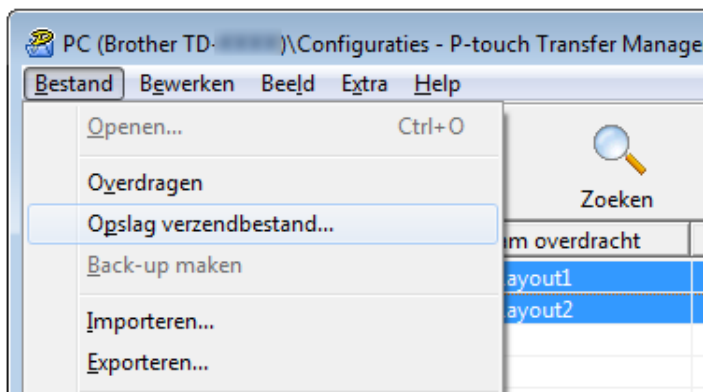 PC (Brother TD- )\Configuraties - P-touch Transfer Manage
Bestand Bewerken Beeld Extra Help
Openen... Ctrl+O
Overdragen
Zoeken
Opslag verzendbestand...
am overdracht
Back-up maken
ayout1
ayout2
Importeren...
Exporteren...